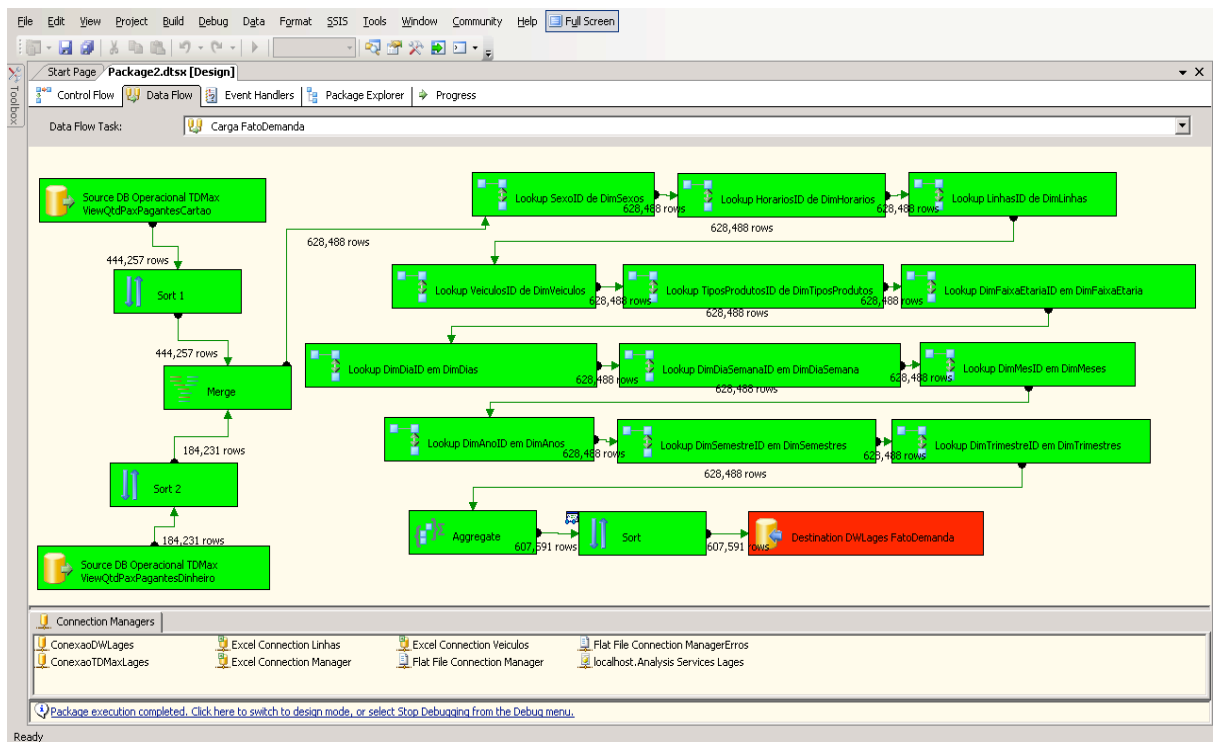 File Edit View Project Build Debug Data Format SSIS Tools Window Community Help Full Screen
Toolbox
Start Page Package2.dtsx [Design]
Control Flow Data Flow Event Handlers Package Explorer Progress
Data Flow Task: Carga FatoDemanda
Source DB Operacional TDMax
ViewQtdPaxPagantesCartao
444,257 rows
Sort 1
444,257 rows
Merge
184,231 rows
Sort 2
184,231 rows
Source DB Operacional TDMax
ViewQtdPaxPagantesDinheiro
628,488 rows
Lookup SexoID de DimSexos
628,488 rows
Lookup HorariosID de DimHorarios
628,488 rows
Lookup LinhasID de DimLinhas
628,488 rows
Lookup VeiculosID de DimVeiculos
628,488 rows
Lookup TiposProdutosID de DimTiposProdutos
628,488 rows
Lookup DimFaixaEtariaID em DimFaixaEtaria
628,488 rows
Lookup DimDiaID em DimDias
628,488 rows
Lookup DimDiaSemanaID em DimDiaSemana
628,488 rows
Lookup DimMesID em DimMeses
628,488 rows
Lookup DimAnoID em DimAnos
628,488 rows
Lookup DimSemestreID em DimSemestres
628,488 rows
Lookup DimTrimestreID em DimTrimestres
628,488 rows
Aggregate
607,591 rows
Sort
607,591 rows
Destination DWLages FatoDemanda
Connection Managers
ConexaoDWLages Excel Connection Linhas Excel Connection Veiculos Flat File Connection ManagerErros
ConexaoTDMaxLages Excel Connection Manager Flat File Connection Manager localhost.Analysis Services Lages
Package execution completed. Click here to switch to design mode, or select Stop Debugging from the Debug menu.
Ready